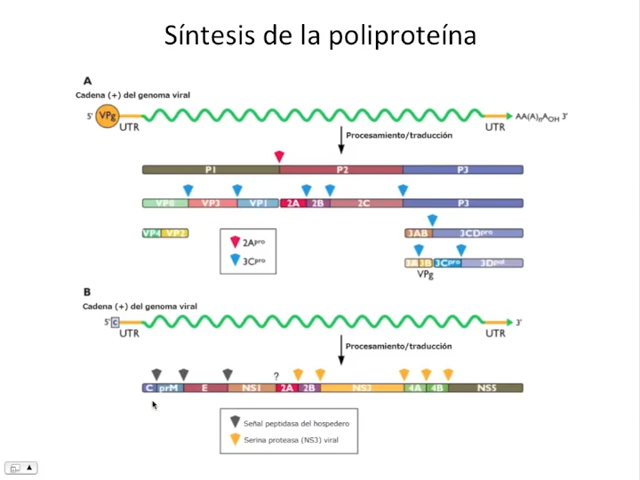 Síntesis de la poliproteína
A
Cadena (+) del genoma viral
5' VPg UTR UTR AA(A)nAOH 3'
Procesamiento/traducción
P1 P2 P3
VP0 VP3 VP1 2A 2B 2C P3
VP4 VP2 3AB 3CDpro
2Apro
3Cpro
3A 3B 3Cpro 3Dpol
VPg
B
Cadena (+) del genoma viral
5' C UTR UTR 3'
Procesamiento/traducción
?
C prM E NS1 2A 2B NS3 4A 4B NS5
Señal peptidasa del hospedero
Serina proteasa (NS3) viral